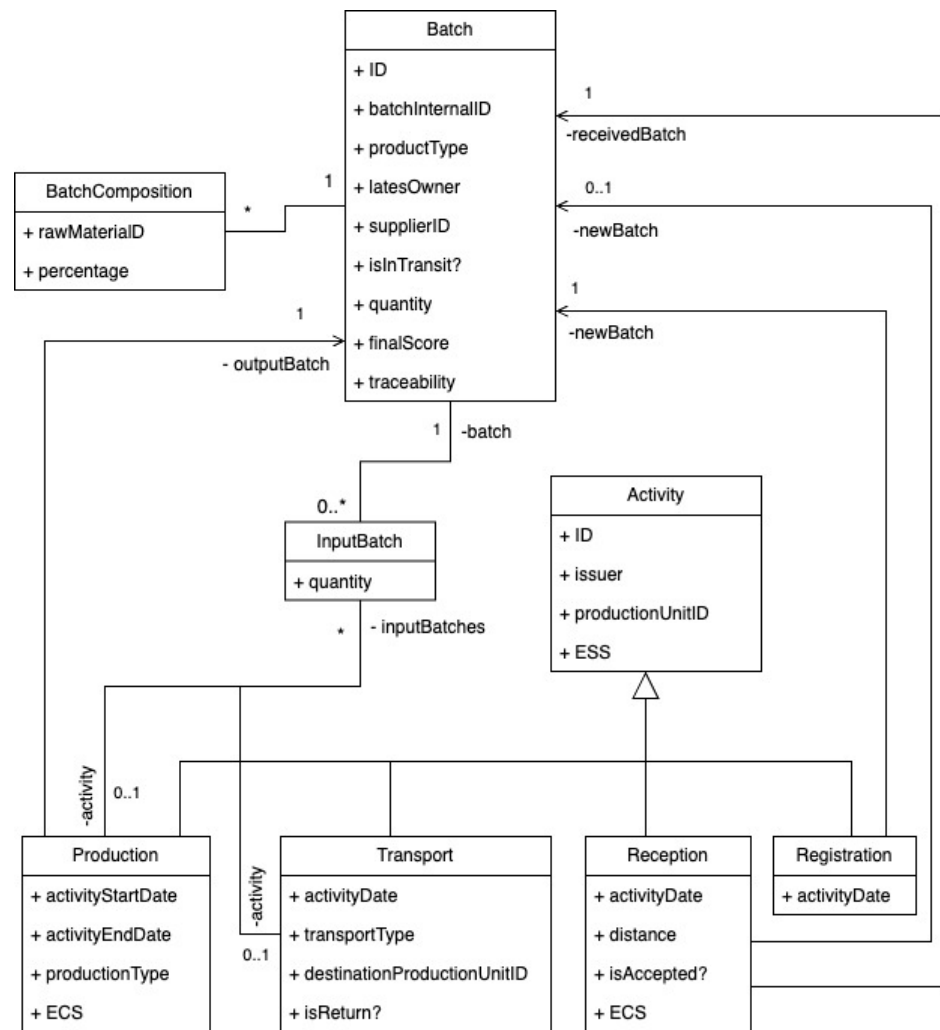 Batch
+ ID
+ batchInternalID
+ productType
+ latesOwner
+ supplierID
+ isInTransit?
+ quantity
+ finalScore
+ traceability
1
-receivedBatch
0..1
-newBatch
1
-newBatch
BatchComposition
+ rawMaterialD
+ percentage
1
*
1
- outputBatch
1
-batch
0..*
InputBatch
+ quantity
*
- inputBatches
Activity
+ ID
+ issuer
+ productionUnitID
+ ESS
-activity
0..1
-activity
0..1
Production
+ activityStartDate
+ activityEndDate
+ productionType
+ ECS
Transport
+ activityDate
+ transportType
+ destinationProductionUnitID
+ isReturn?
Reception
+ activityDate
+ distance
+ isAccepted?
+ ECS
Registration
+ activityDate